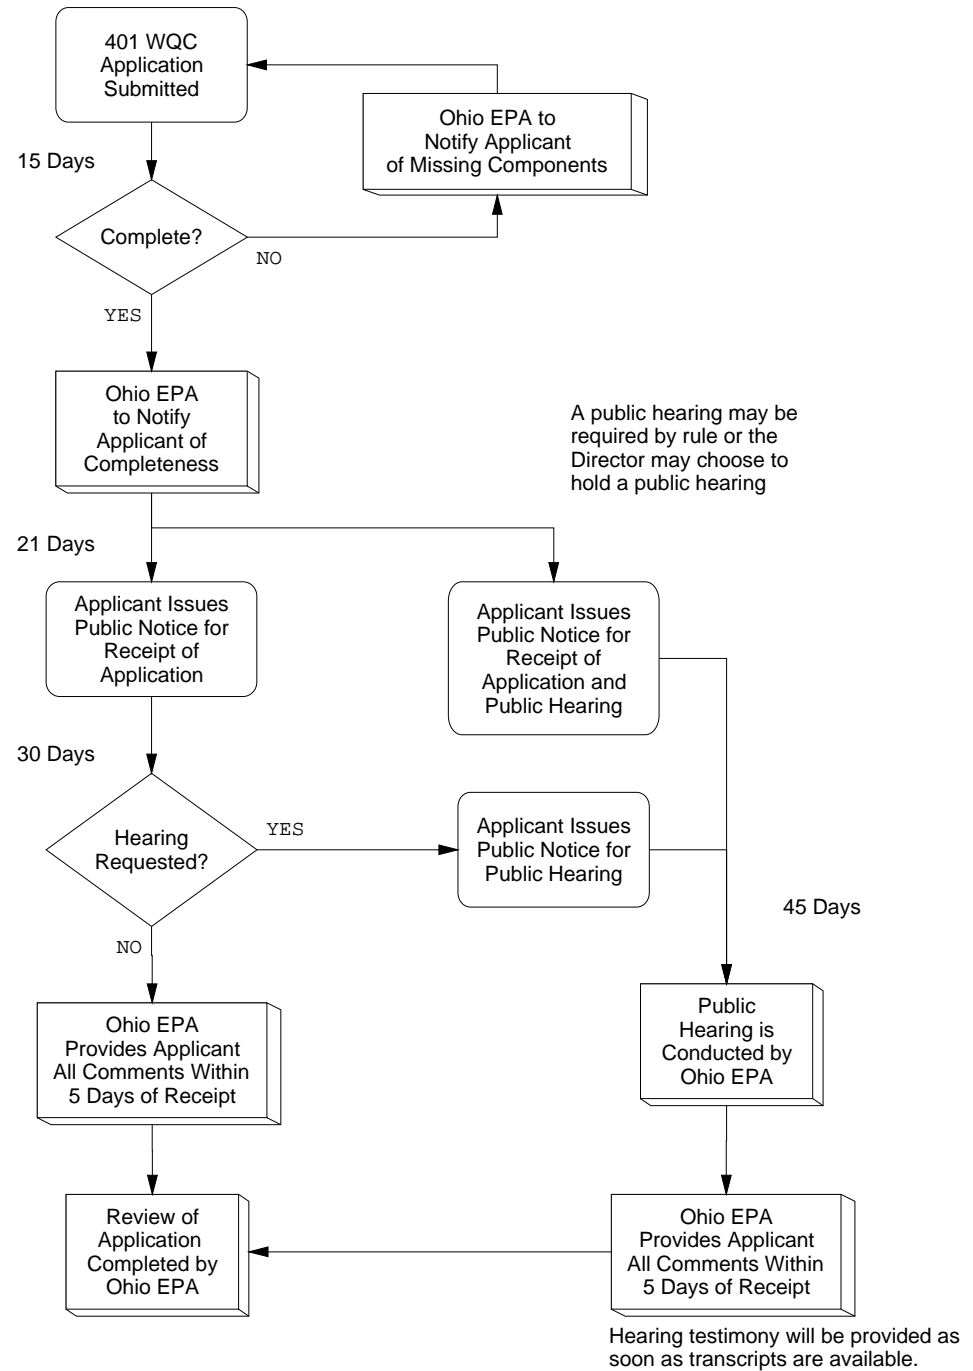 401 WQC
Application
Submitted
Ohio EPA to
Notify Applicant
of Missing Components
15 Days
Complete?
NO
YES
Ohio EPA
to Notify
Applicant of
Completeness
A public hearing may be
required by rule or the
Director may choose to
hold a public hearing
21 Days
Applicant Issues
Public Notice for
Receipt of
Application
Applicant Issues
Public Notice for
Receipt of
Application and
Public Hearing
30 Days
Hearing
Requested?
YES
Applicant Issues
Public Notice for
Public Hearing
45 Days
NO
Ohio EPA
Provides Applicant
All Comments Within
5 Days of Receipt
Public
Hearing is
Conducted by
Ohio EPA
Review of
Application
Completed by
Ohio EPA
Ohio EPA
Provides Applicant
All Comments Within
5 Days of Receipt
Hearing testimony will be provided as
soon as transcripts are available.